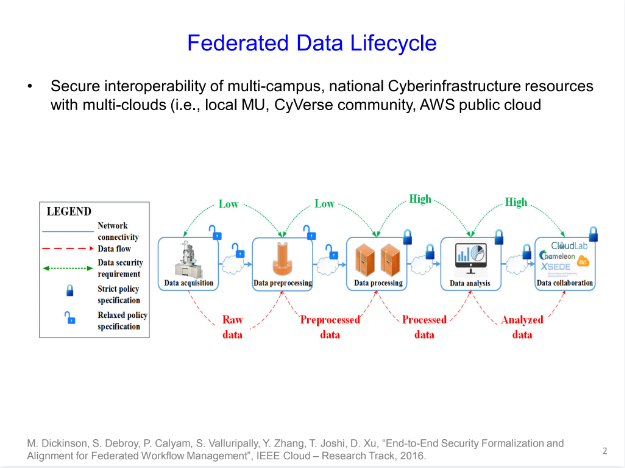 Federated Data Lifecycle
• Secure interoperability of multi-campus, national Cyberinfrastructure resources
with multi-clouds (i.e., local MU, CyVerse community, AWS public cloud
LEGEND
Network
connectivity
Data flow
Data security
requirement
Strict policy
specification
Relaxed policy
specification
Low
Low
High
High
Data acquisition
Data preprocessing
Data processing
Data analysis
CloudLab
Chameleon
XSEDE
Data collaboration
Raw
data
Preprocessed
data
Processed
data
Analyzed
data
M. Dickinson, S. Debroy, P. Calyam, S. Valluripally, Y. Zhang, T. Joshi, D. Xu, “End-to-End Security Formalization and
Alignment for Federated Workflow Management”, IEEE Cloud – Research Track, 2016.
2